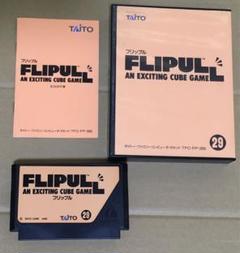 TAITO
フリップル
FLIPULL
AN EXCITING CUBE GAME
TAITO
フリップル
FLIPULL
AN EXCITING CUBE GAME
29
FLIPULL
AN EXCITING CUBE GAME
フリップル
TAITO
29